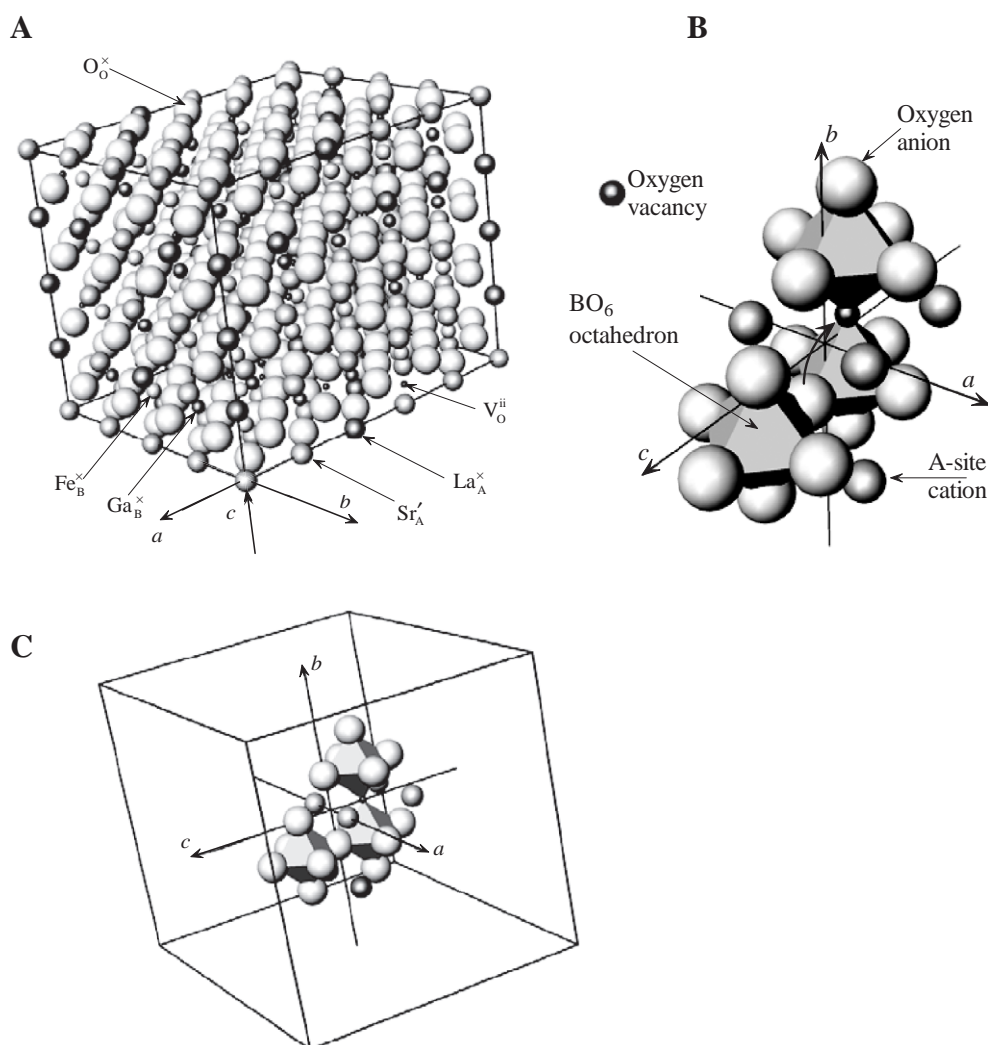 A
O_O^×
Fe_B^×
Ga_B^×
a
c
b
Sr_A′
La_A^×
V_O^ii
B
Oxygen
anion
b
Oxygen
vacancy
BO₆
octahedron
a
c
A-site
cation
C
b
c
a